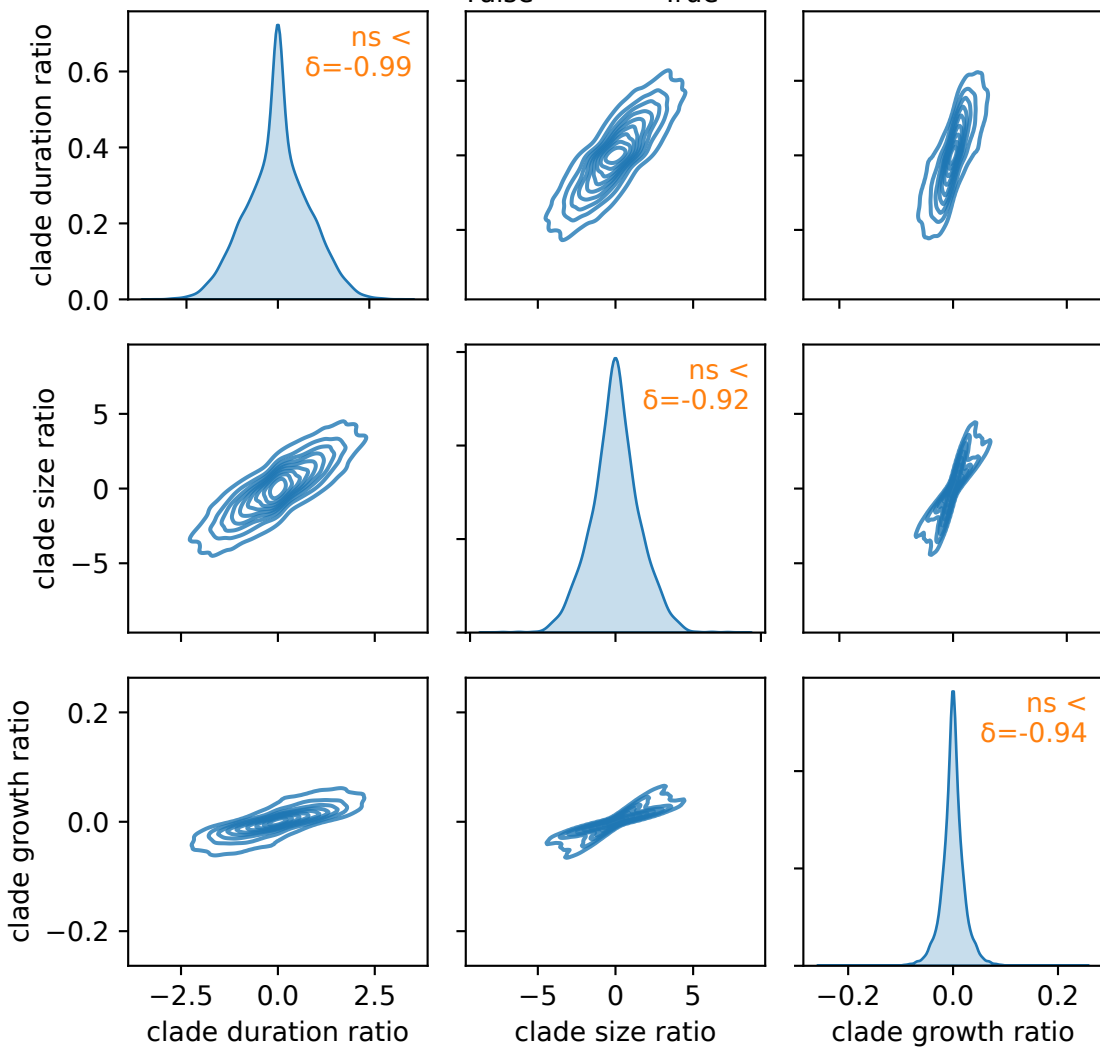 clade duration ratio
0.6
0.4
0.2
0.0
ns <
δ=-0.99
clade size ratio
5
0
−5
ns <
δ=-0.92
clade growth ratio
0.2
0.0
−0.2
ns <
δ=-0.94
−2.5 0.0 2.5
−5 0 5
−0.2 0.0 0.2
clade duration ratio
clade size ratio
clade growth ratio